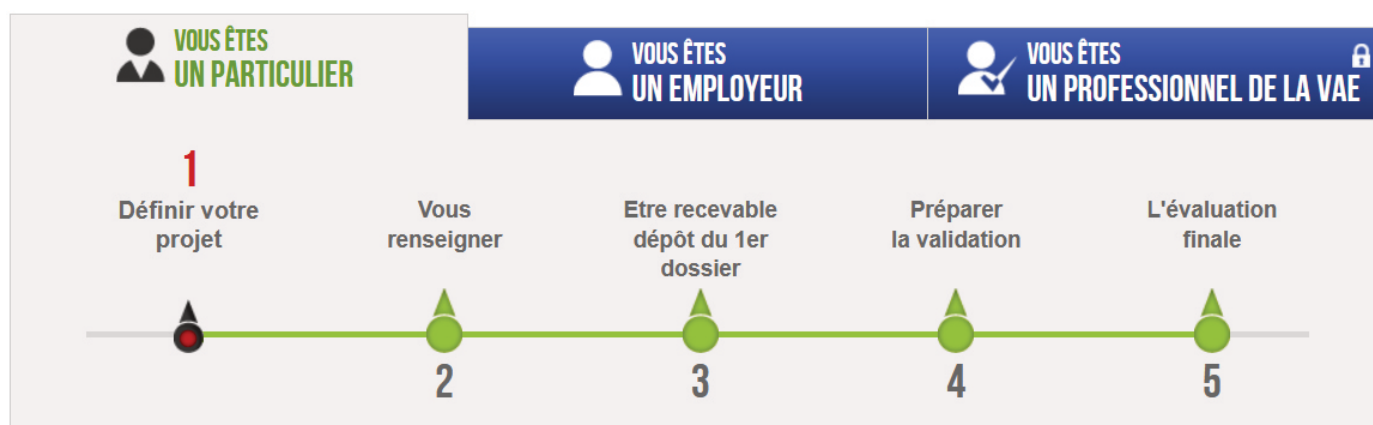 VOUS ÊTES
UN PARTICULIER
VOUS ÊTES
UN EMPLOYEUR
VOUS ÊTES
UN PROFESSIONNEL DE LA VAE
1
Définir votre
projet
Vous
renseigner
Etre recevable
dépôt du 1er
dossier
Préparer
la validation
L'évaluation
finale
2
3
4
5